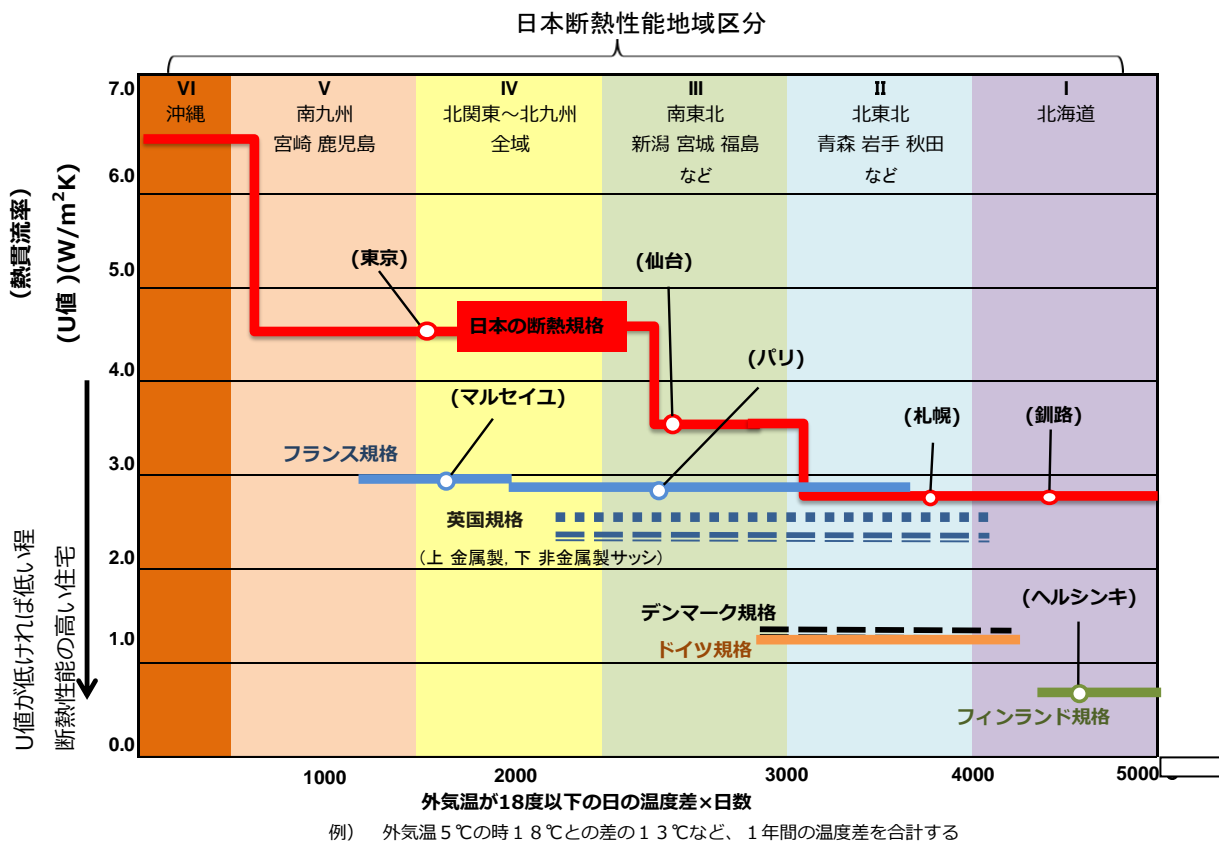 日本断熱性能地域区分
VI
沖縄
V
南九州
宮崎 鹿児島
IV
北関東～北九州
全域
III
南東北
新潟 宮城 福島
など
II
北東北
青森 岩手 秋田
など
I
北海道
7.0
6.0
5.0
4.0
3.0
2.0
1.0
0.0
(熱貫流率)
(U値 )(W/m²K)
U値が低ければ低い程
断熱性能の高い住宅
(東京)
日本の断熱規格
(仙台)
(パリ)
(マルセイユ)
(札幌)
(釧路)
フランス規格
英国規格
（上 金属製, 下 非金属製サッシ）
デンマーク規格
ドイツ規格
(ヘルシンキ)
フィンランド規格
1000
2000
3000
4000
5000
外気温が18度以下の日の温度差×日数
例） 外気温５℃の時１８℃との差の１３℃など、１年間の温度差を合計する